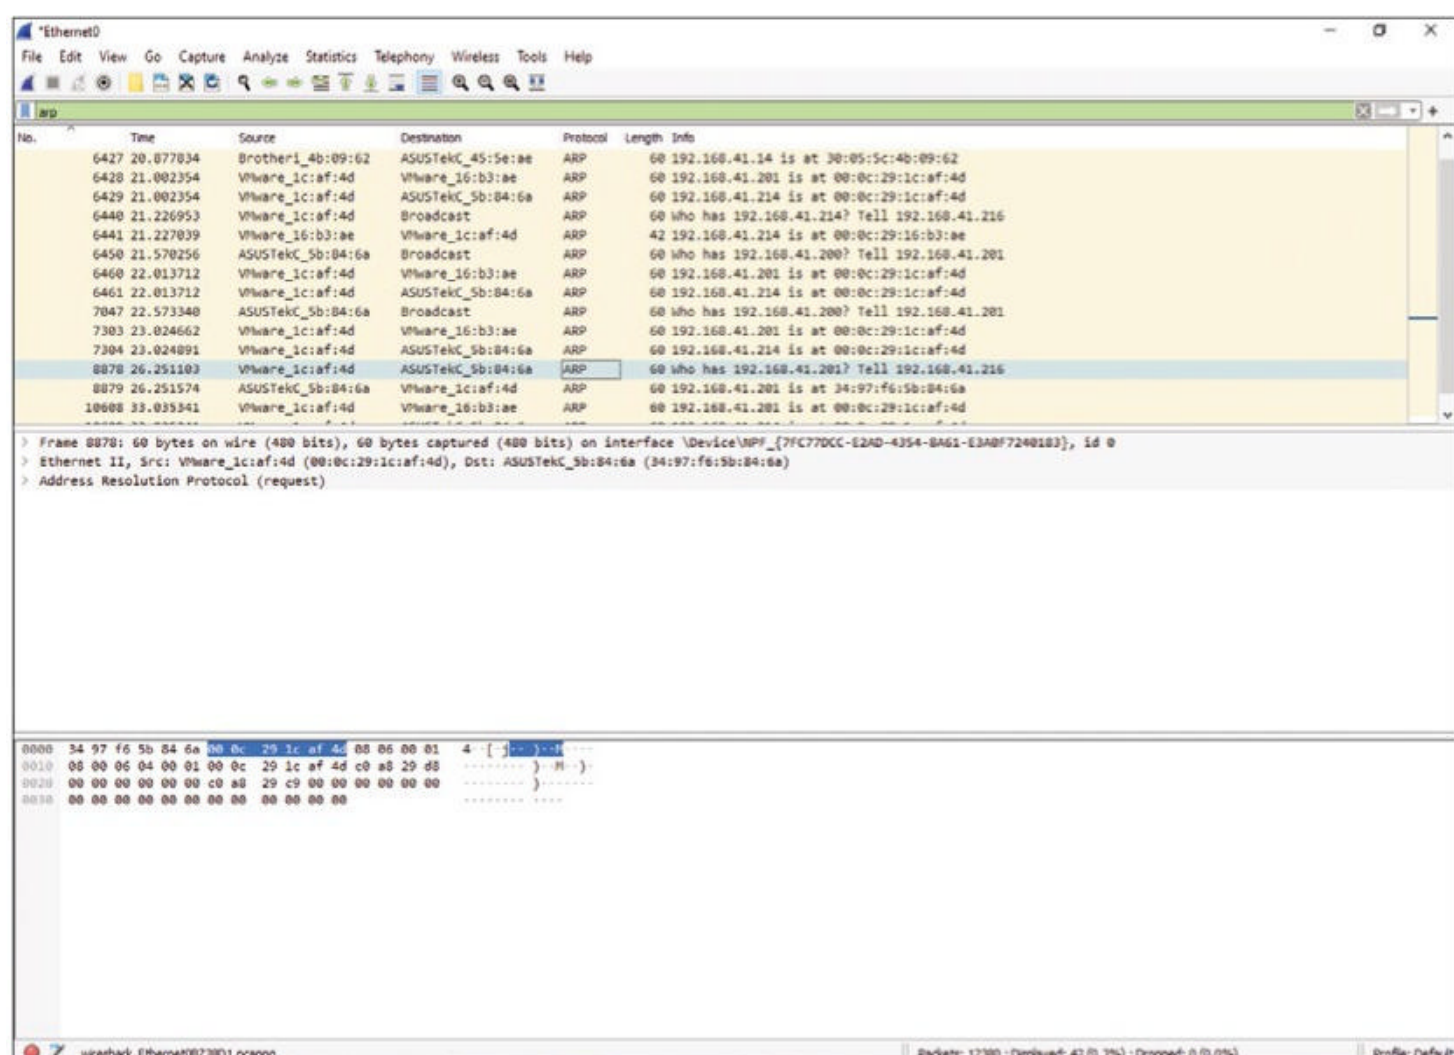 *Ethernet0
File Edit View Go Capture Analyze Statistics Telephony Wireless Tools Help
arp
No. Time Source Destination Protocol Length Info
6427 20.877834 Brotheri_4b:09:62 ASUSTekC_45:5e:ae ARP 60 192.168.41.14 is at 30:05:5c:4b:09:62
6428 21.002354 VMware_1c:af:4d VMware_16:b3:ae ARP 60 192.168.41.201 is at 00:0c:29:1c:af:4d
6429 21.002354 VMware_1c:af:4d ASUSTekC_5b:84:6a ARP 60 192.168.41.214 is at 00:0c:29:1c:af:4d
6440 21.226953 VMware_1c:af:4d Broadcast ARP 60 Who has 192.168.41.214? Tell 192.168.41.216
6441 21.227039 VMware_16:b3:ae VMware_1c:af:4d ARP 42 192.168.41.214 is at 00:0c:29:16:b3:ae
6450 21.570256 ASUSTekC_5b:84:6a Broadcast ARP 60 Who has 192.168.41.200? Tell 192.168.41.201
6460 22.013712 VMware_1c:af:4d VMware_16:b3:ae ARP 60 192.168.41.201 is at 00:0c:29:1c:af:4d
6461 22.013712 VMware_1c:af:4d ASUSTekC_5b:84:6a ARP 60 192.168.41.214 is at 00:0c:29:1c:af:4d
7047 22.573340 ASUSTekC_5b:84:6a Broadcast ARP 60 Who has 192.168.41.200? Tell 192.168.41.201
7303 23.024662 VMware_1c:af:4d VMware_16:b3:ae ARP 60 192.168.41.201 is at 00:0c:29:1c:af:4d
7304 23.024891 VMware_1c:af:4d ASUSTekC_5b:84:6a ARP 60 192.168.41.214 is at 00:0c:29:1c:af:4d
8878 26.251103 VMware_1c:af:4d ASUSTekC_5b:84:6a ARP 60 Who has 192.168.41.201? Tell 192.168.41.216
8879 26.251574 ASUSTekC_5b:84:6a VMware_1c:af:4d ARP 60 192.168.41.201 is at 34:97:f6:5b:84:6a
10608 33.035341 VMware_1c:af:4d VMware_16:b3:ae ARP 60 192.168.41.201 is at 00:0c:29:1c:af:4d
> Frame 8878: 60 bytes on wire (480 bits), 60 bytes captured (480 bits) on interface \Device\NPF_{7FC77DCC-E2AD-4354-8A61-E3A0F7240183}, id 0
> Ethernet II, Src: VMware_1c:af:4d (00:0c:29:1c:af:4d), Dst: ASUSTekC_5b:84:6a (34:97:f6:5b:84:6a)
> Address Resolution Protocol (request)
0000 34 97 f6 5b 84 6a 00 0c 29 1c af 4d 08 06 00 01 4··[·j·· )··M····
0010 08 00 06 04 00 01 00 0c 29 1c af 4d c0 a8 29 d8 ········ )··M··)·
0020 00 00 00 00 00 00 c0 a8 29 c9 00 00 00 00 00 00 ········ )·······
0030 00 00 00 00 00 00 00 00 00 00 00 00 ········ ····
Packets: 12380 · Displayed: 42 (0.3%) · Dropped: 0 (0.0%)